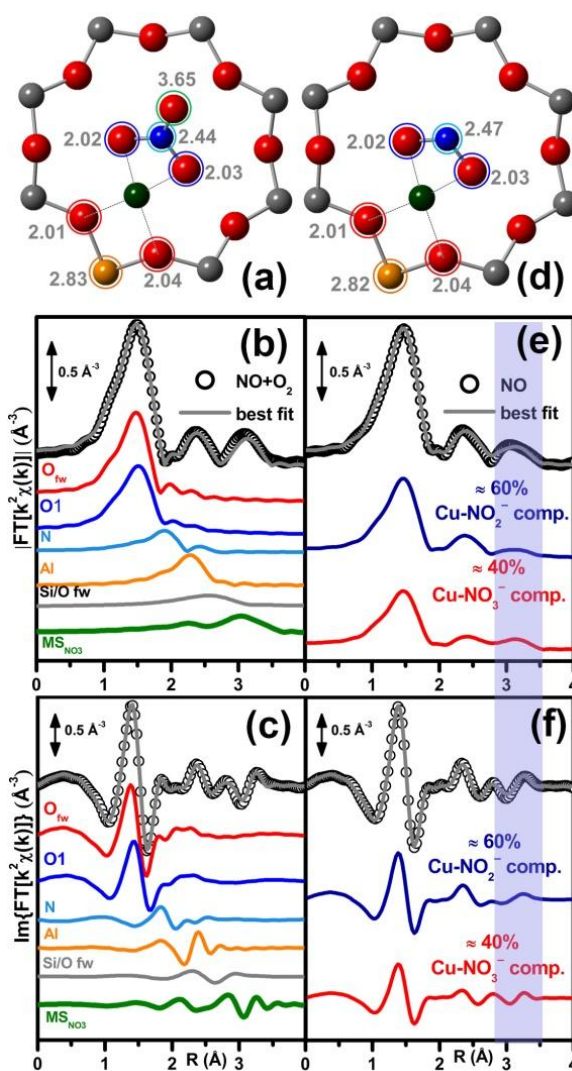 3.65
2.02
2.44
2.03
2.01
2.83
2.04
(a)
2.02
2.47
2.03
2.01
2.82
2.04
(d)
|FT[k²χ(k)]| (Å⁻³)
0.5 Å⁻³
(b)
NO+O₂
best fit
O_fw
O1
N
Al
Si/O fw
MS_NO3
0 1 2 3
0.5 Å⁻³
(e)
NO
best fit
≈ 60%
Cu-NO₂⁻ comp.
≈ 40%
Cu-NO₃⁻ comp.
0 1 2 3 4
Im{FT[k²χ(k)]} (Å⁻³)
0.5 Å⁻³
(c)
O_fw
O1
N
Al
Si/O fw
MS_NO3
0 1 2 3
0.5 Å⁻³
(f)
≈ 60%
Cu-NO₂⁻ comp.
≈ 40%
Cu-NO₃⁻ comp.
0 1 2 3 4
R (Å)
R (Å)